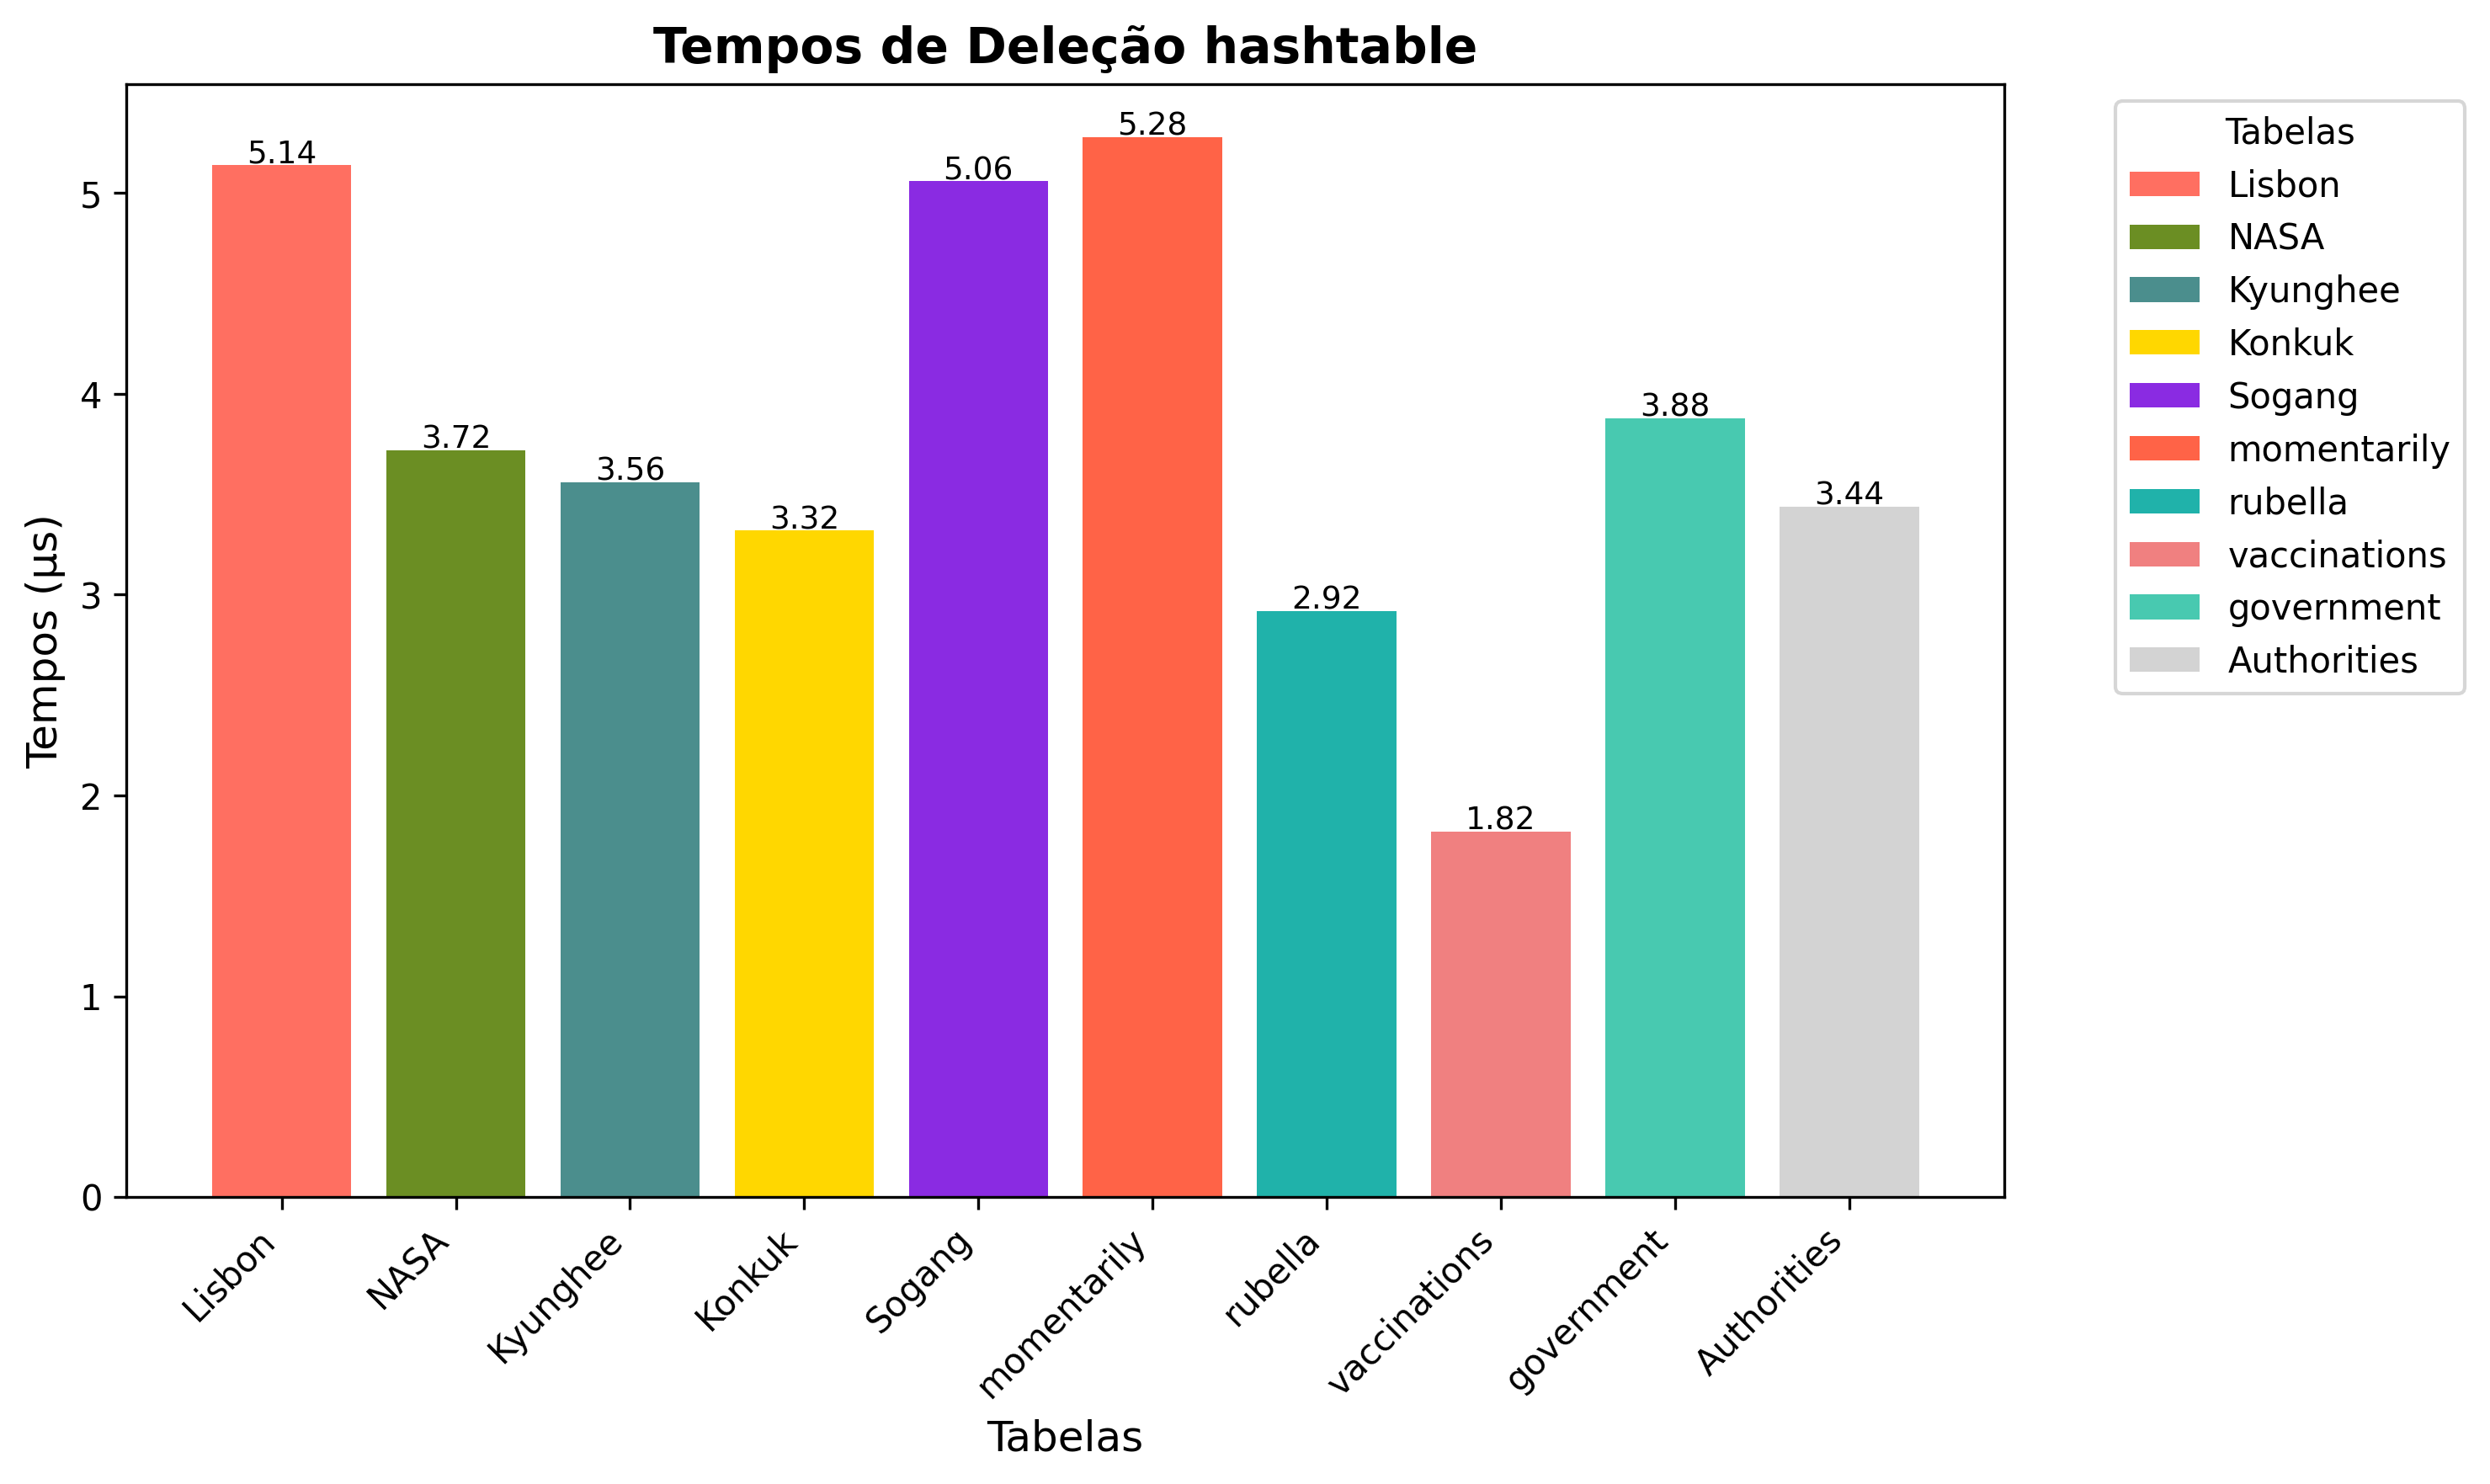 Tempos de Deleção hashtable
Tempos (µs)
5
4
3
2
1
0
5.14
3.72
3.56
3.32
5.06
5.28
2.92
1.82
3.88
3.44
Lisbon
NASA
Kyunghee
Konkuk
Sogang
momentarily
rubella
vaccinations
government
Authorities
Tabelas
Tabelas
Lisbon
NASA
Kyunghee
Konkuk
Sogang
momentarily
rubella
vaccinations
government
Authorities